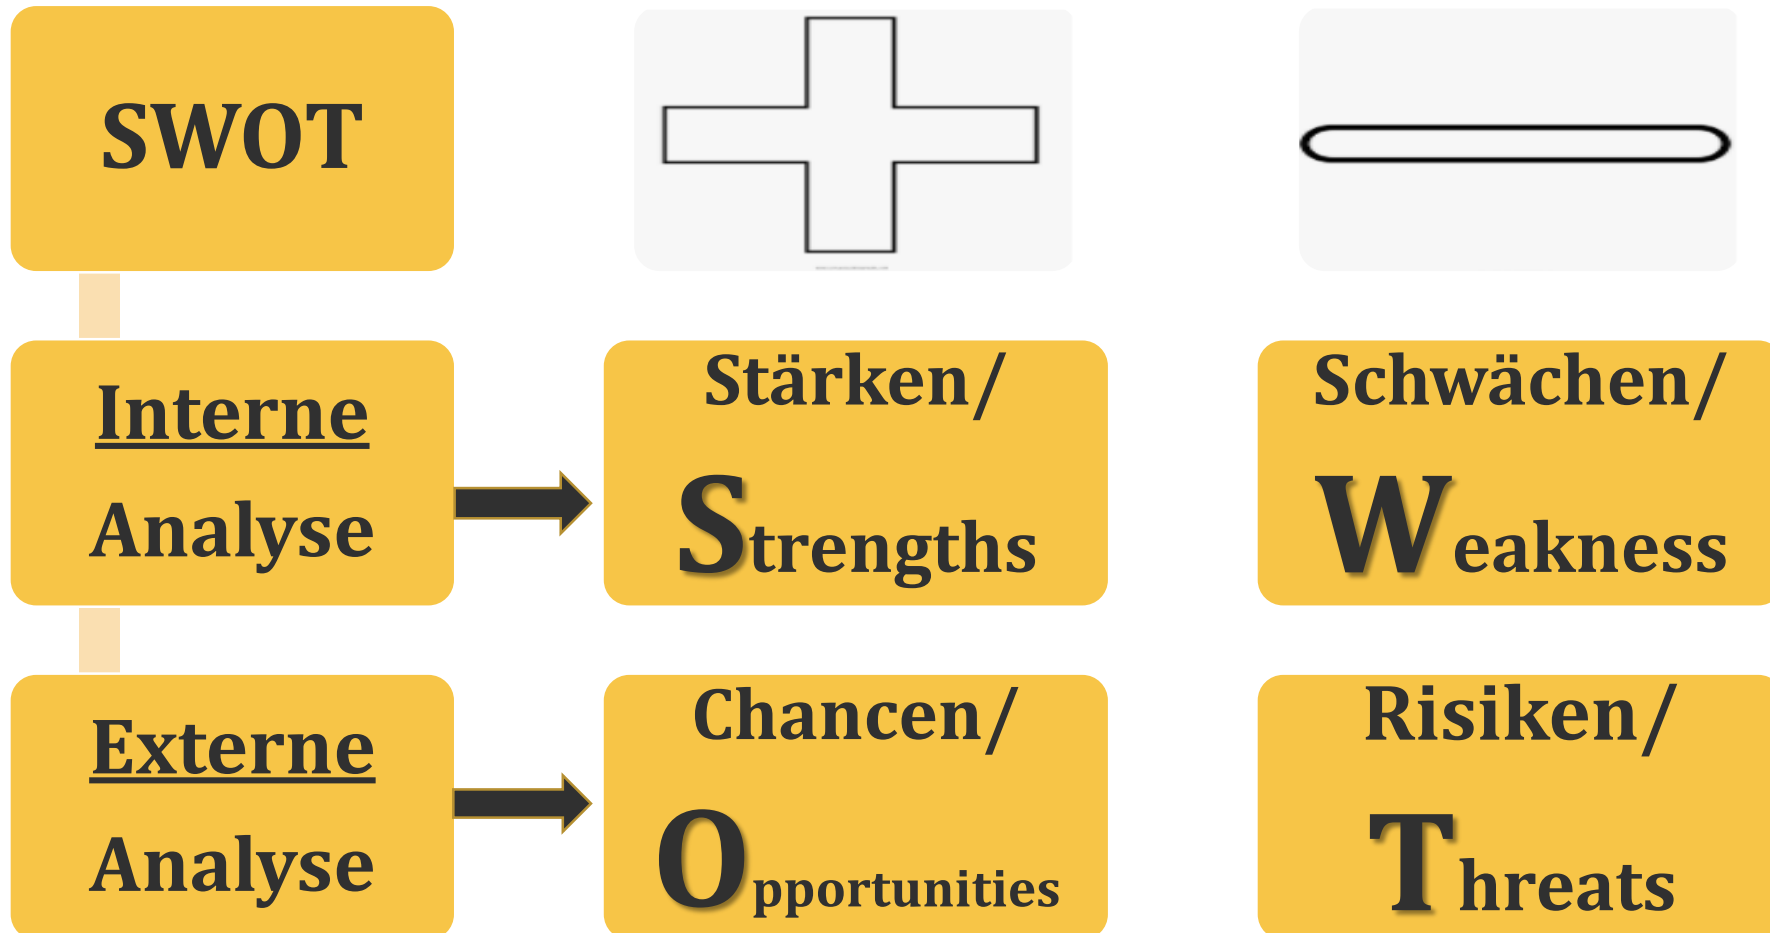 SWOT
Interne
Analyse
Stärken/
Strengths
Schwächen/
Weakness
Externe
Analyse
Chancen/
Opportunities
Risiken/
Threats